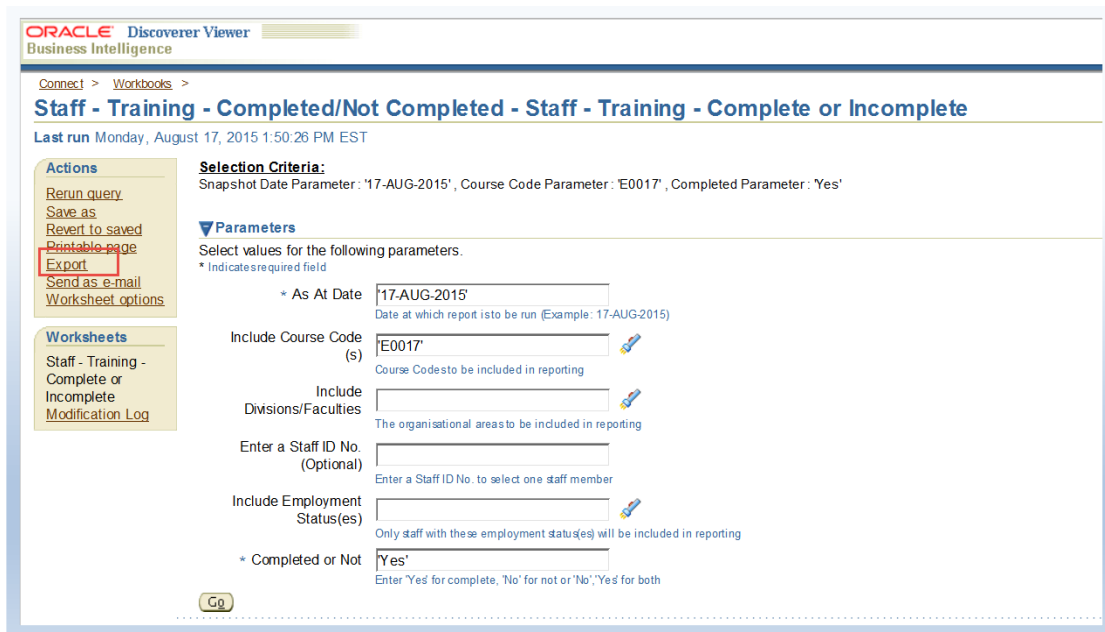 ORACLE Discoverer Viewer
Business Intelligence
Connect > Workbooks >
Staff - Training - Completed/Not Completed - Staff - Training - Complete or Incomplete
Last run Monday, August 17, 2015 1:50:26 PM EST
Actions
Rerun query
Save as
Revert to saved
Printable page
Export
Send as e-mail
Worksheet options
Worksheets
Staff - Training -
Complete or
Incomplete
Modification Log
Selection Criteria:
Snapshot Date Parameter : '17-AUG-2015' , Course Code Parameter : 'E0017' , Completed Parameter : 'Yes'
Parameters
Select values for the following parameters.
* Indicates required field
* As At Date '17-AUG-2015'
Date at which report is to be run (Example: 17-AUG-2015)
Include Course Code
(s) 'E0017'
Course Codes to be included in reporting
Include
Divisions/Faculties
The organisational areas to be included in reporting
Enter a Staff ID No.
(Optional)
Enter a Staff ID No. to select one staff member
Include Employment
Status(es)
Only staff with these employment status(es) will be included in reporting
* Completed or Not 'Yes'
Enter 'Yes' for complete, 'No' for not or 'No','Yes' for both
Go